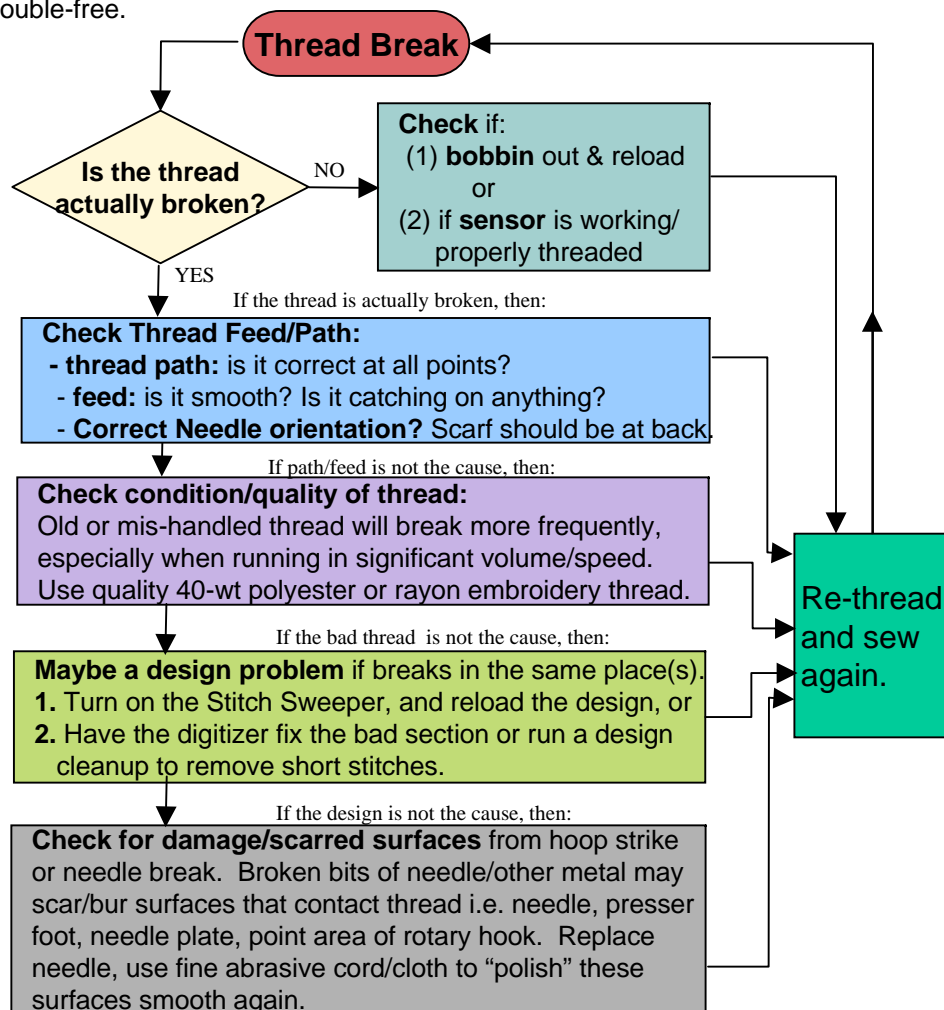 ouble-free.
Thread Break
Is the thread
actually broken?
NO
Check if:
(1) bobbin out & reload
or
(2) if sensor is working/
properly threaded
YES
If the thread is actually broken, then:
Check Thread Feed/Path:
- thread path: is it correct at all points?
- feed: is it smooth? Is it catching on anything?
- Correct Needle orientation? Scarf should be at back.
If path/feed is not the cause, then:
Check condition/quality of thread:
Old or mis-handled thread will break more frequently,
especially when running in significant volume/speed.
Use quality 40-wt polyester or rayon embroidery thread.
If the bad thread  is not the cause, then:
Maybe a design problem if breaks in the same place(s).
1. Turn on the Stitch Sweeper, and reload the design, or
2. Have the digitizer fix the bad section or run a design
cleanup to remove short stitches.
If the design is not the cause, then:
Check for damage/scarred surfaces from hoop strike
or needle break.  Broken bits of needle/other metal may
scar/bur surfaces that contact thread i.e. needle, presser
foot, needle plate, point area of rotary hook.  Replace
needle, use fine abrasive cord/cloth to “polish” these
surfaces smooth again.
Re-thread
and sew
again.